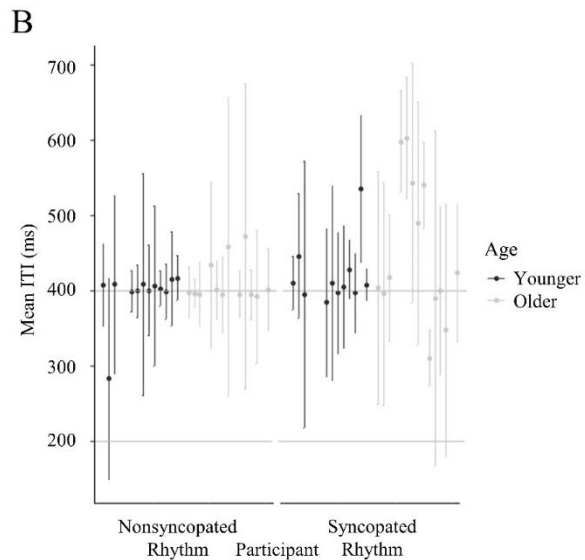 B
700
600
500
400
300
200
Mean ITI (ms)
Age
Younger
Older
Nonsyncopated Syncopated
Rhythm Participant Rhythm